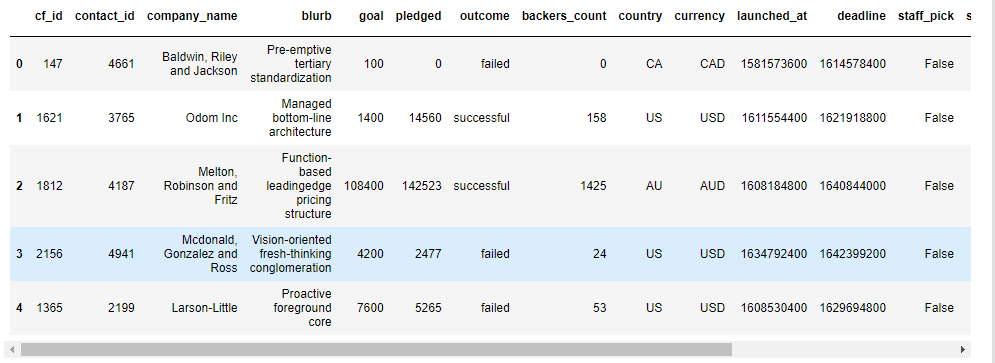 cf_id contact_id company_name blurb goal pledged outcome backers_count country currency launched_at deadline staff_pick s
Pre-emptive
0 147 4661 Baldwin, Riley and Jackson tertiary 100 0 failed 0 CA CAD 1581573600 1614578400 False
standardization
Managed
1 1621 3765 Odom Inc bottom-line 1400 14560 successful 158 US USD 1611554400 1621918800 False
architecture
Function-
based
2 1812 4187 Melton, Robinson and Fritz leadingedge 108400 142523 successful 1425 AU AUD 1608184800 1640844000 False
pricing
structure
Mcdonald, Vision-oriented
3 2156 4941 Gonzalez and fresh-thinking 4200 2477 failed 24 US USD 1634792400 1642399200 False
Ross conglomeration
Proactive
4 1365 2199 Larson-Little foreground 7600 5265 failed 53 US USD 1608530400 1629694800 False
core